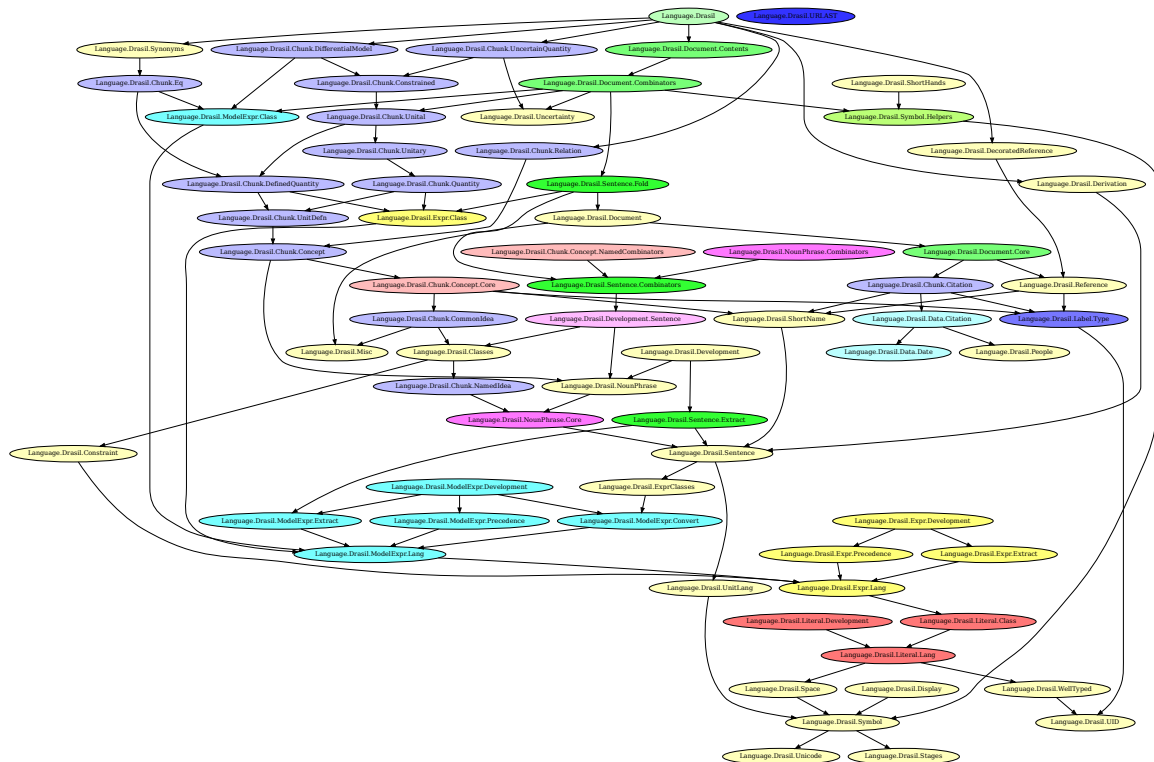 Language.Drasil
Language.Drasil.URLAST
Language.Drasil.Synonyms
Language.Drasil.Chunk.DifferentialModel
Language.Drasil.Chunk.UncertainQuantity
Language.Drasil.Document.Contents
Language.Drasil.Chunk.Eq
Language.Drasil.Chunk.Constrained
Language.Drasil.Document.Combinators
Language.Drasil.ShortHands
Language.Drasil.ModelExpr.Class
Language.Drasil.Chunk.Unital
Language.Drasil.Uncertainty
Language.Drasil.Symbol.Helpers
Language.Drasil.Chunk.Unitary
Language.Drasil.Chunk.Relation
Language.Drasil.DecoratedReference
Language.Drasil.Chunk.DefinedQuantity
Language.Drasil.Chunk.Quantity
Language.Drasil.Sentence.Fold
Language.Drasil.Derivation
Language.Drasil.Chunk.UnitDefn
Language.Drasil.Expr.Class
Language.Drasil.Document
Language.Drasil.Chunk.Concept
Language.Drasil.Chunk.Concept.NamedCombinators
Language.Drasil.NounPhrase.Combinators
Language.Drasil.Document.Core
Language.Drasil.Chunk.Concept.Core
Language.Drasil.Sentence.Combinators
Language.Drasil.Chunk.Citation
Language.Drasil.Reference
Language.Drasil.Chunk.CommonIdea
Language.Drasil.Development.Sentence
Language.Drasil.ShortName
Language.Drasil.Data.Citation
Language.Drasil.Label.Type
Language.Drasil.Misc
Language.Drasil.Classes
Language.Drasil.Development
Language.Drasil.Data.Date
Language.Drasil.People
Language.Drasil.Chunk.NamedIdea
Language.Drasil.NounPhrase
Language.Drasil.NounPhrase.Core
Language.Drasil.Sentence.Extract
Language.Drasil.Constraint
Language.Drasil.Sentence
Language.Drasil.ModelExpr.Development
Language.Drasil.ExprClasses
Language.Drasil.ModelExpr.Extract
Language.Drasil.ModelExpr.Precedence
Language.Drasil.ModelExpr.Convert
Language.Drasil.Expr.Development
Language.Drasil.ModelExpr.Lang
Language.Drasil.Expr.Precedence
Language.Drasil.Expr.Extract
Language.Drasil.UnitLang
Language.Drasil.Expr.Lang
Language.Drasil.Literal.Development
Language.Drasil.Literal.Class
Language.Drasil.Literal.Lang
Language.Drasil.Space
Language.Drasil.Display
Language.Drasil.WellTyped
Language.Drasil.Symbol
Language.Drasil.UID
Language.Drasil.Unicode
Language.Drasil.Stages